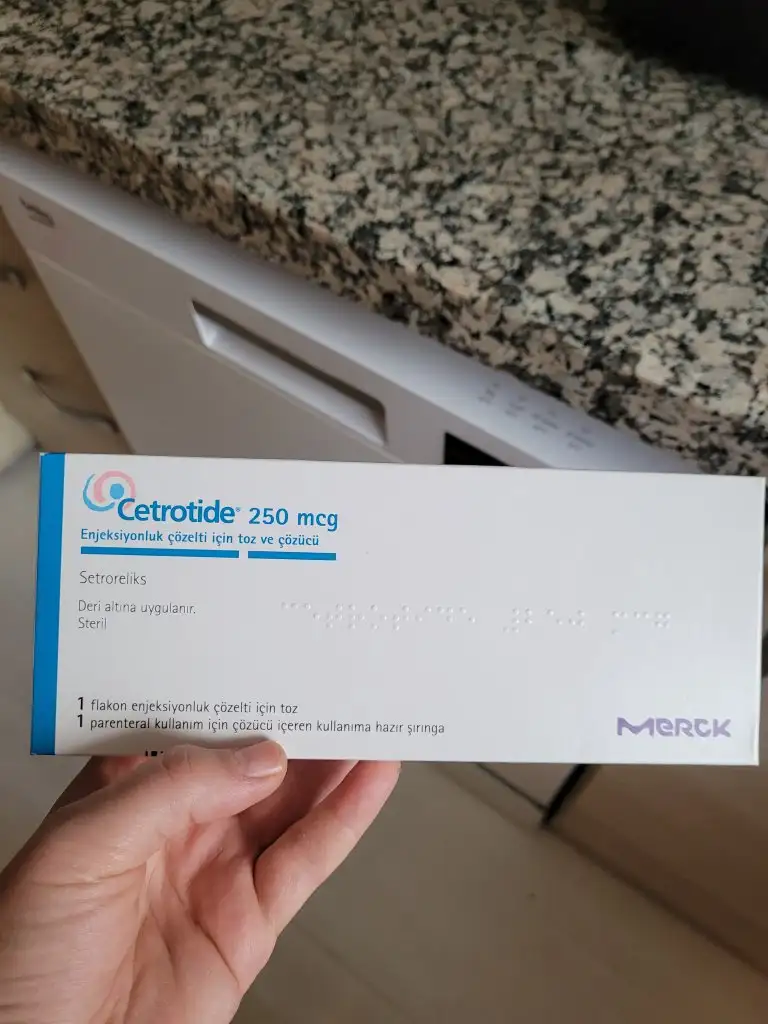 Cetrotide® 250 mcg
Enjeksiyonluk çözelti için toz ve çözücü
Setroreliks
Deri altına uygulanır.
Steril
1 flakon enjeksiyonluk çözelti için toz
1 parenteral kullanım için çözücü içeren kullanıma hazır şırınga
MERCK